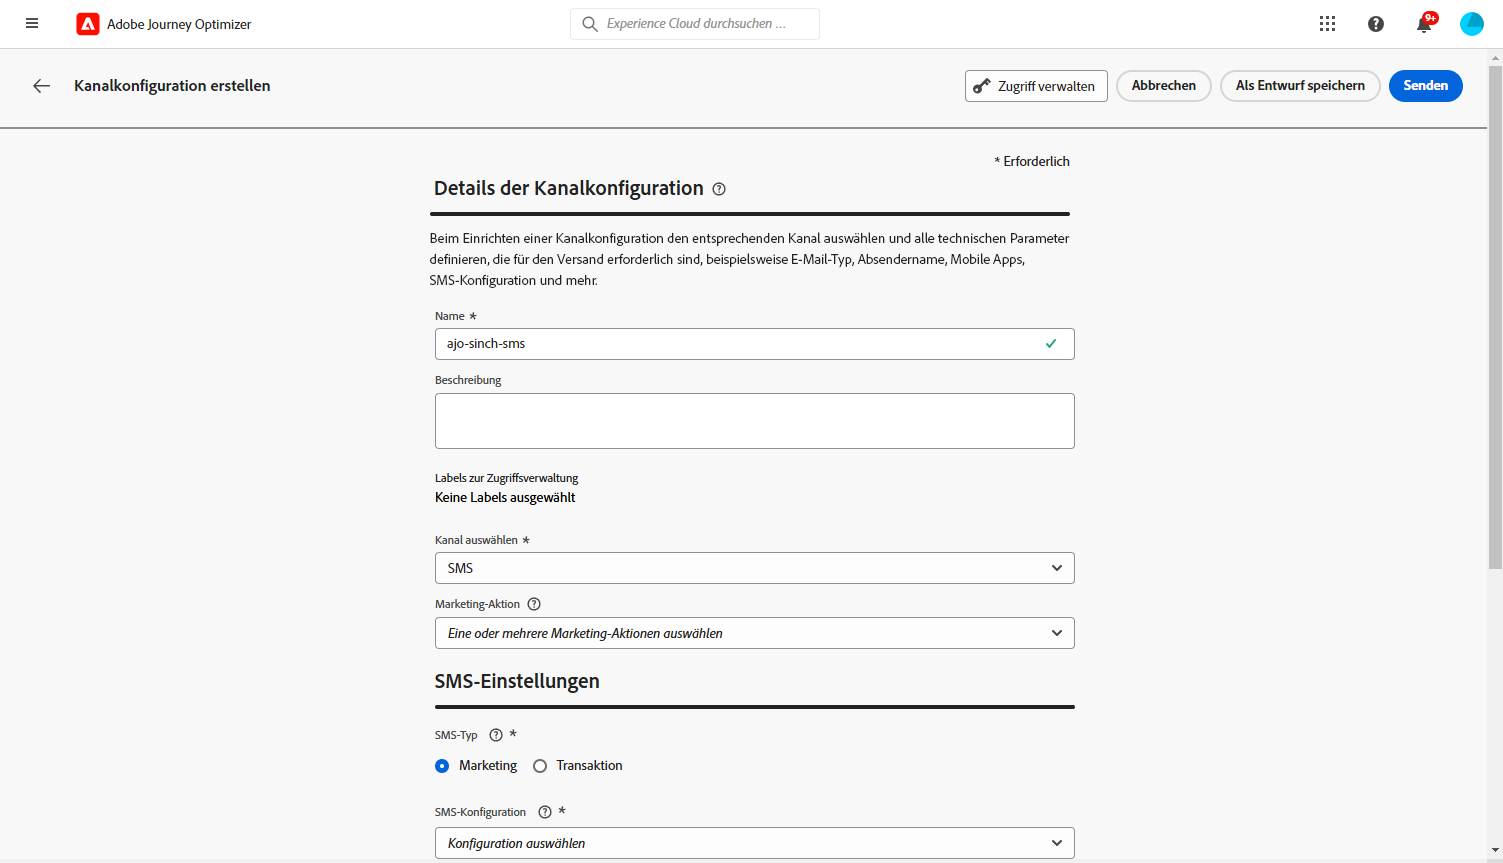 Adobe Journey Optimizer
Experience Cloud durchsuchen ...
9+
Kanalkonfiguration erstellen
Zugriff verwalten
Abbrechen
Als Entwurf speichern
Senden
* Erforderlich
Details der Kanalkonfiguration
Beim Einrichten einer Kanalkonfiguration den entsprechenden Kanal auswählen und alle technischen Parameter
definieren, die für den Versand erforderlich sind, beispielsweise E-Mail-Typ, Absendername, Mobile Apps,
SMS-Konfiguration und mehr.
Name *
ajo-sinch-sms
Beschreibung
Labels zur Zugriffsverwaltung
Keine Labels ausgewählt
Kanal auswählen *
SMS
Marketing-Aktion
Eine oder mehrere Marketing-Aktionen auswählen
SMS-Einstellungen
SMS-Typ *
Marketing Transaktion
SMS-Konfiguration *
Konfiguration auswählen